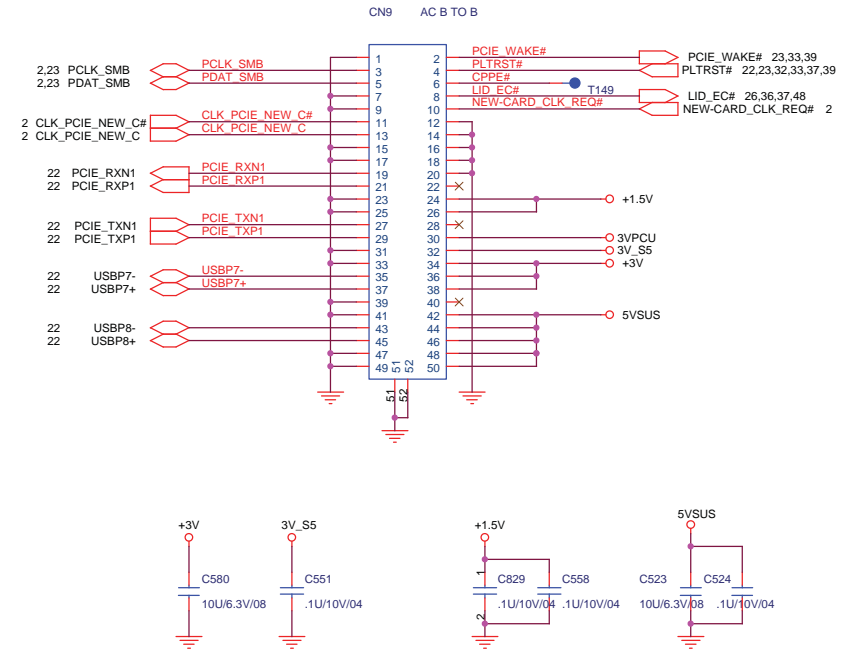 CN9 AC B TO B
1 2 PCIE_WAKE# PCIE_WAKE# 23,33,39
2,23 PCLK_SMB PCLK_SMB 3 4 PLTRST# PLTRST# 22,23,32,33,37,39
2,23 PDAT_SMB PDAT_SMB 5 6 CPPE# T149
7 8 LID_EC# LID_EC# 26,36,37,48
9 10 NEW-CARD_CLK_REQ# NEW-CARD_CLK_REQ# 2
2 CLK_PCIE_NEW_C# CLK_PCIE_NEW_C# 11 12
2 CLK_PCIE_NEW_C CLK_PCIE_NEW_C 13 14
15 16
17 18
22 PCIE_RXN1 PCIE_RXN1 19 20
22 PCIE_RXP1 PCIE_RXP1 21 22
23 24 +1.5V
25 26
22 PCIE_TXN1 PCIE_TXN1 27 28
22 PCIE_TXP1 PCIE_TXP1 29 30 3VPCU
31 32 3V_S5
33 34 +3V
22 USBP7- USBP7- 35 36
22 USBP7+ USBP7+ 37 38
39 40
41 42 5VSUS
22 USBP8- 43 44
22 USBP8+ 45 46
47 48
49 51 52 50
51 52
+3V 3V_S5 +1.5V 5VSUS
C580 C551 1 C829 C558 C523 C524
10U/6.3V/08 .1U/10V/04 .1U/10V/04 .1U/10V/04 10U/6.3V/08 .1U/10V/04
2